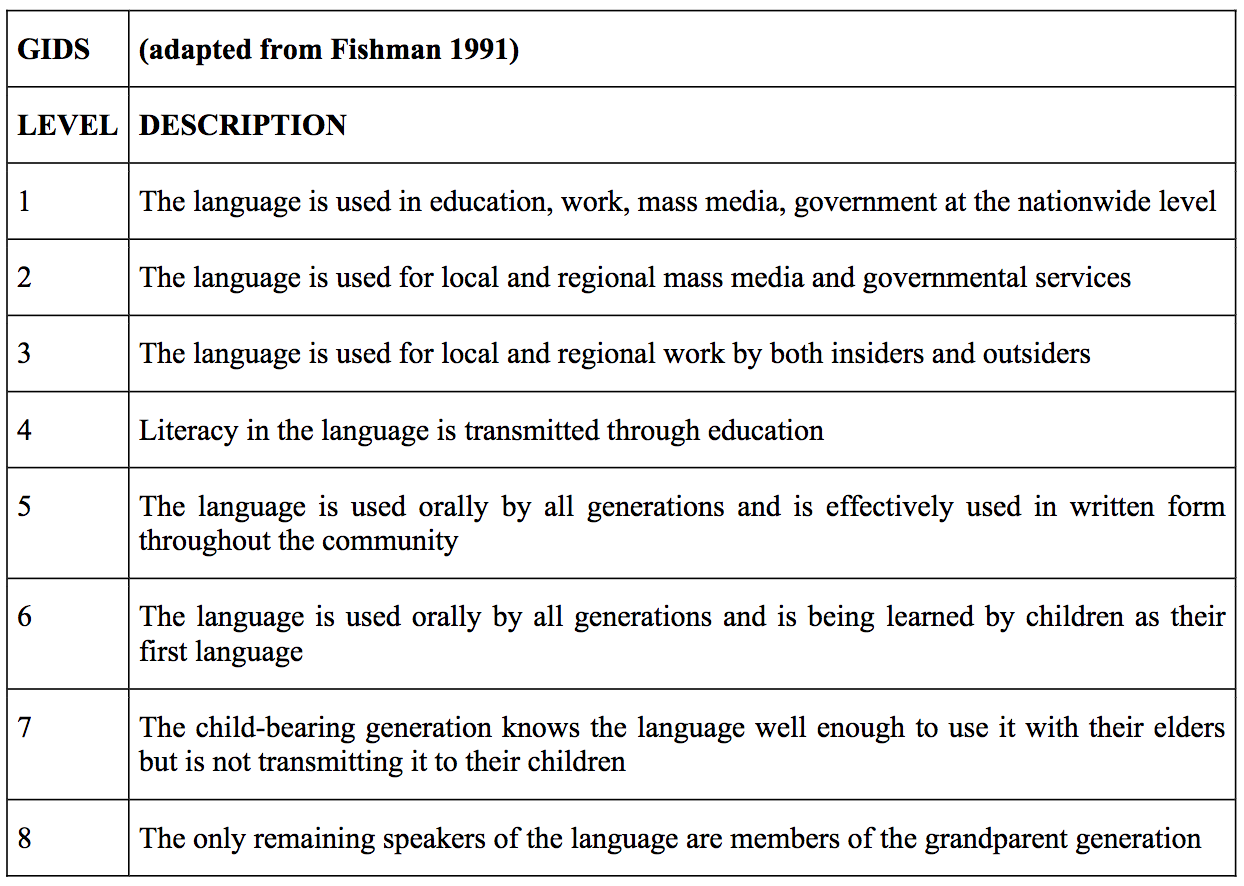 GIDS (adapted from Fishman 1991)
LEVEL DESCRIPTION
1 The language is used in education, work, mass media, government at the nationwide level
2 The language is used for local and regional mass media and governmental services
3 The language is used for local and regional work by both insiders and outsiders
4 Literacy in the language is transmitted through education
5 The language is used orally by all generations and is effectively used in written form
throughout the community
6 The language is used orally by all generations and is being learned by children as their
first language
7 The child-bearing generation knows the language well enough to use it with their elders
but is not transmitting it to their children
8 The only remaining speakers of the language are members of the grandparent generation